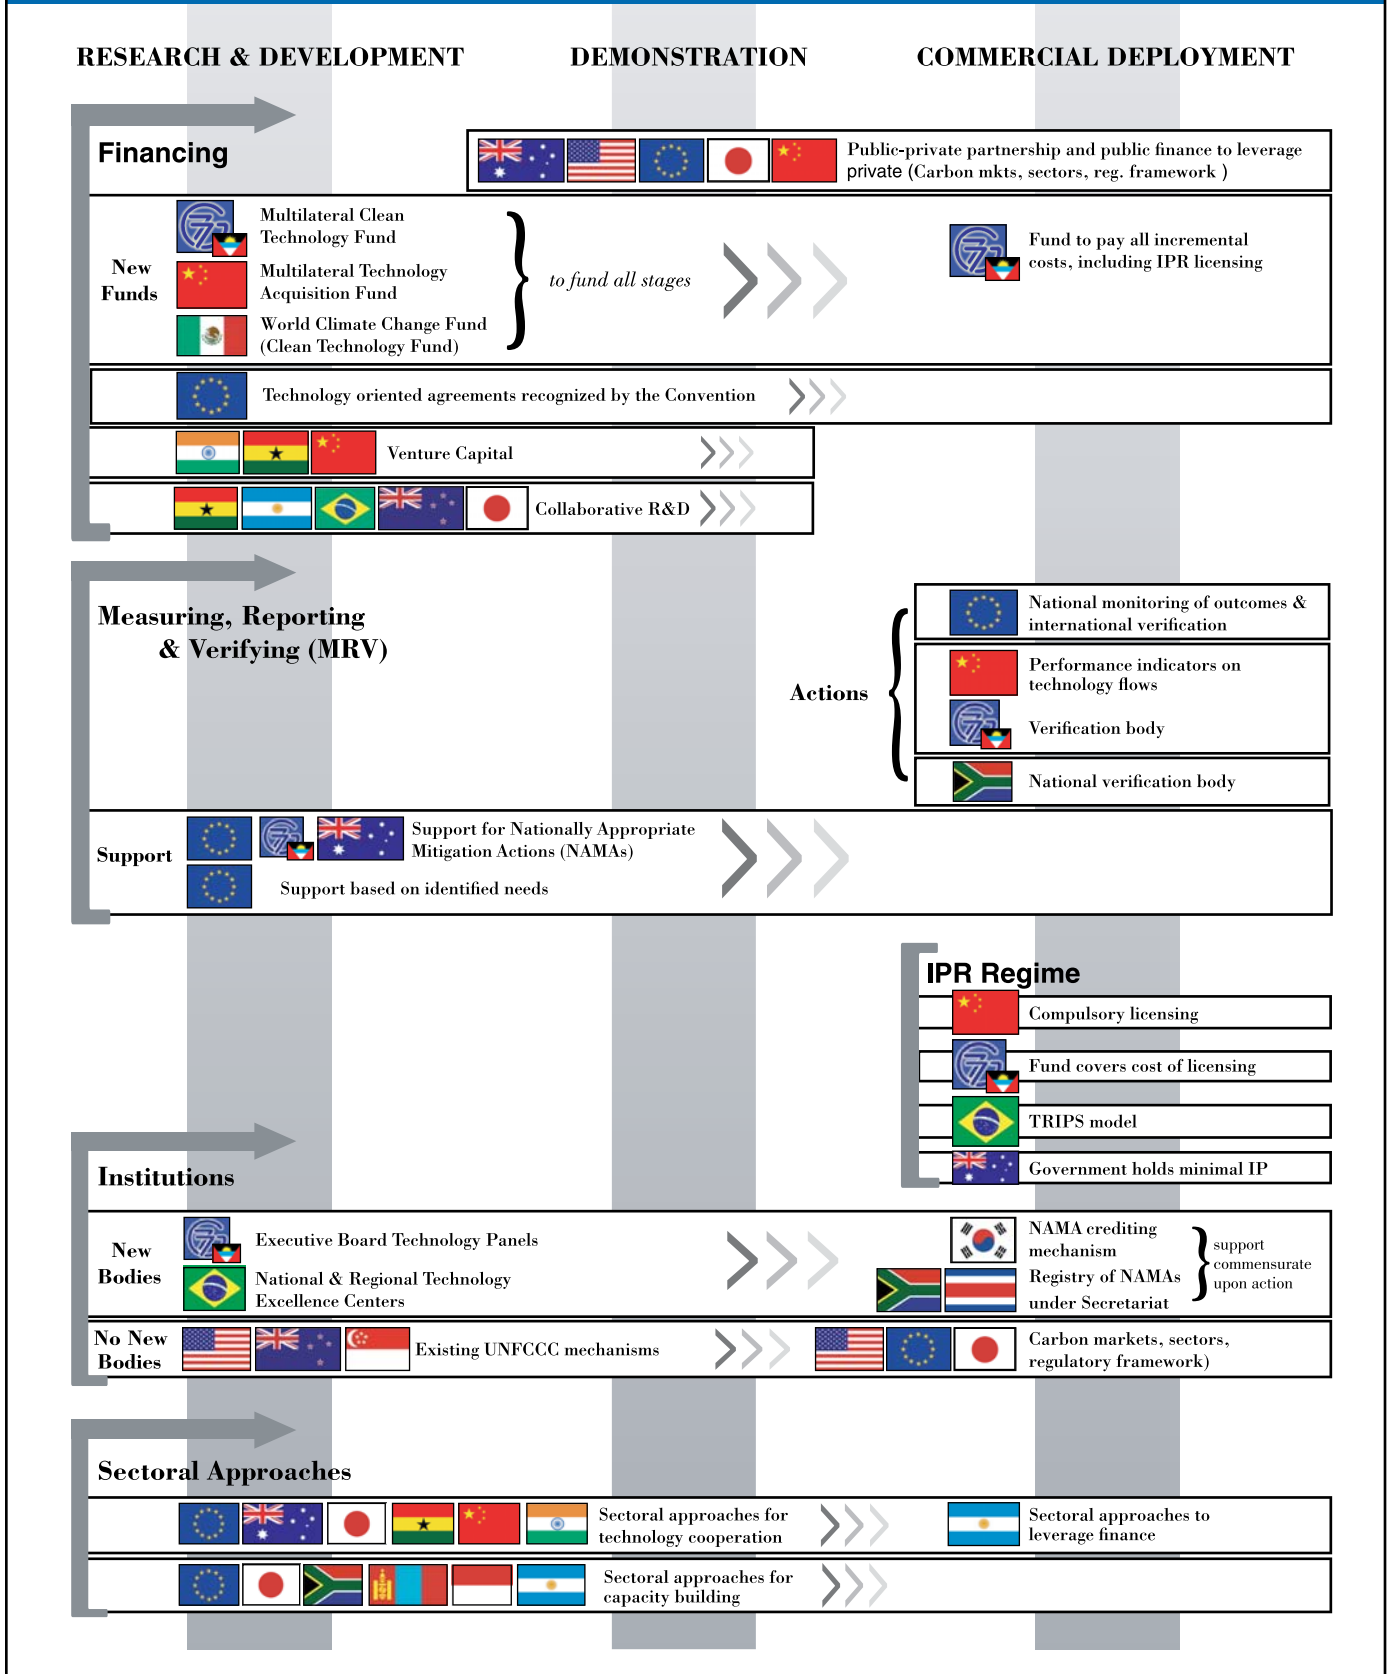 RESEARCH & DEVELOPMENT
DEMONSTRATION
COMMERCIAL DEPLOYMENT
Financing
Public-private partnership and public finance to leverage
private (Carbon mkts, sectors, reg. framework )
New
Funds
Multilateral Clean
Technology Fund
Multilateral Technology
Acquisition Fund
World Climate Change Fund
(Clean Technology Fund)
to fund all stages
Fund to pay all incremental
costs, including IPR licensing
Technology oriented agreements recognized by the Convention
Venture Capital
Collaborative R&D
Measuring, Reporting
& Verifying (MRV)
Actions
National monitoring of outcomes &
international verification
Performance indicators on
technology flows
Verification body
National verification body
Support
Support for Nationally Appropriate
Mitigation Actions (NAMAs)
Support based on identified needs
IPR Regime
Compulsory licensing
Fund covers cost of licensing
TRIPS model
Government holds minimal IP
Institutions
New
Bodies
Executive Board Technology Panels
National & Regional Technology
Excellence Centers
NAMA crediting
mechanism
Registry of NAMAs
under Secretariat
support
commensurate
upon action
No New
Bodies
Existing UNFCCC mechanisms
Carbon markets, sectors,
regulatory framework)
Sectoral Approaches
Sectoral approaches for
technology cooperation
Sectoral approaches to
leverage finance
Sectoral approaches for
capacity building